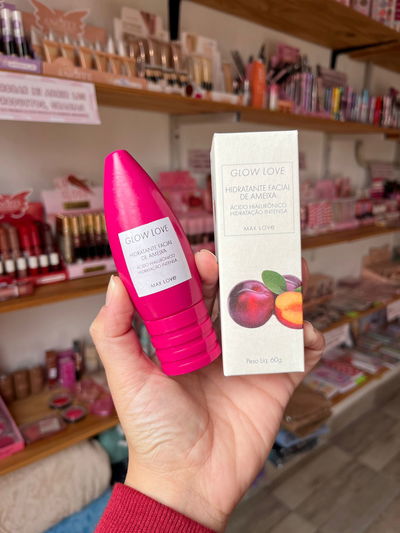 GLOW LOVE
HIDRATANTE FACIAL
DE AMEIXA
ÁCIDO HIALURÔNICO
HIDRATAÇÃO INTENSA
MAX LOVE
GLOW LOVE
HIDRATANTE FACIAL
DE AMEIXA
ÁCIDO HIALURÔNICO
HIDRATAÇÃO INTENSA
MAX LOVE
Peso Liq. 60g